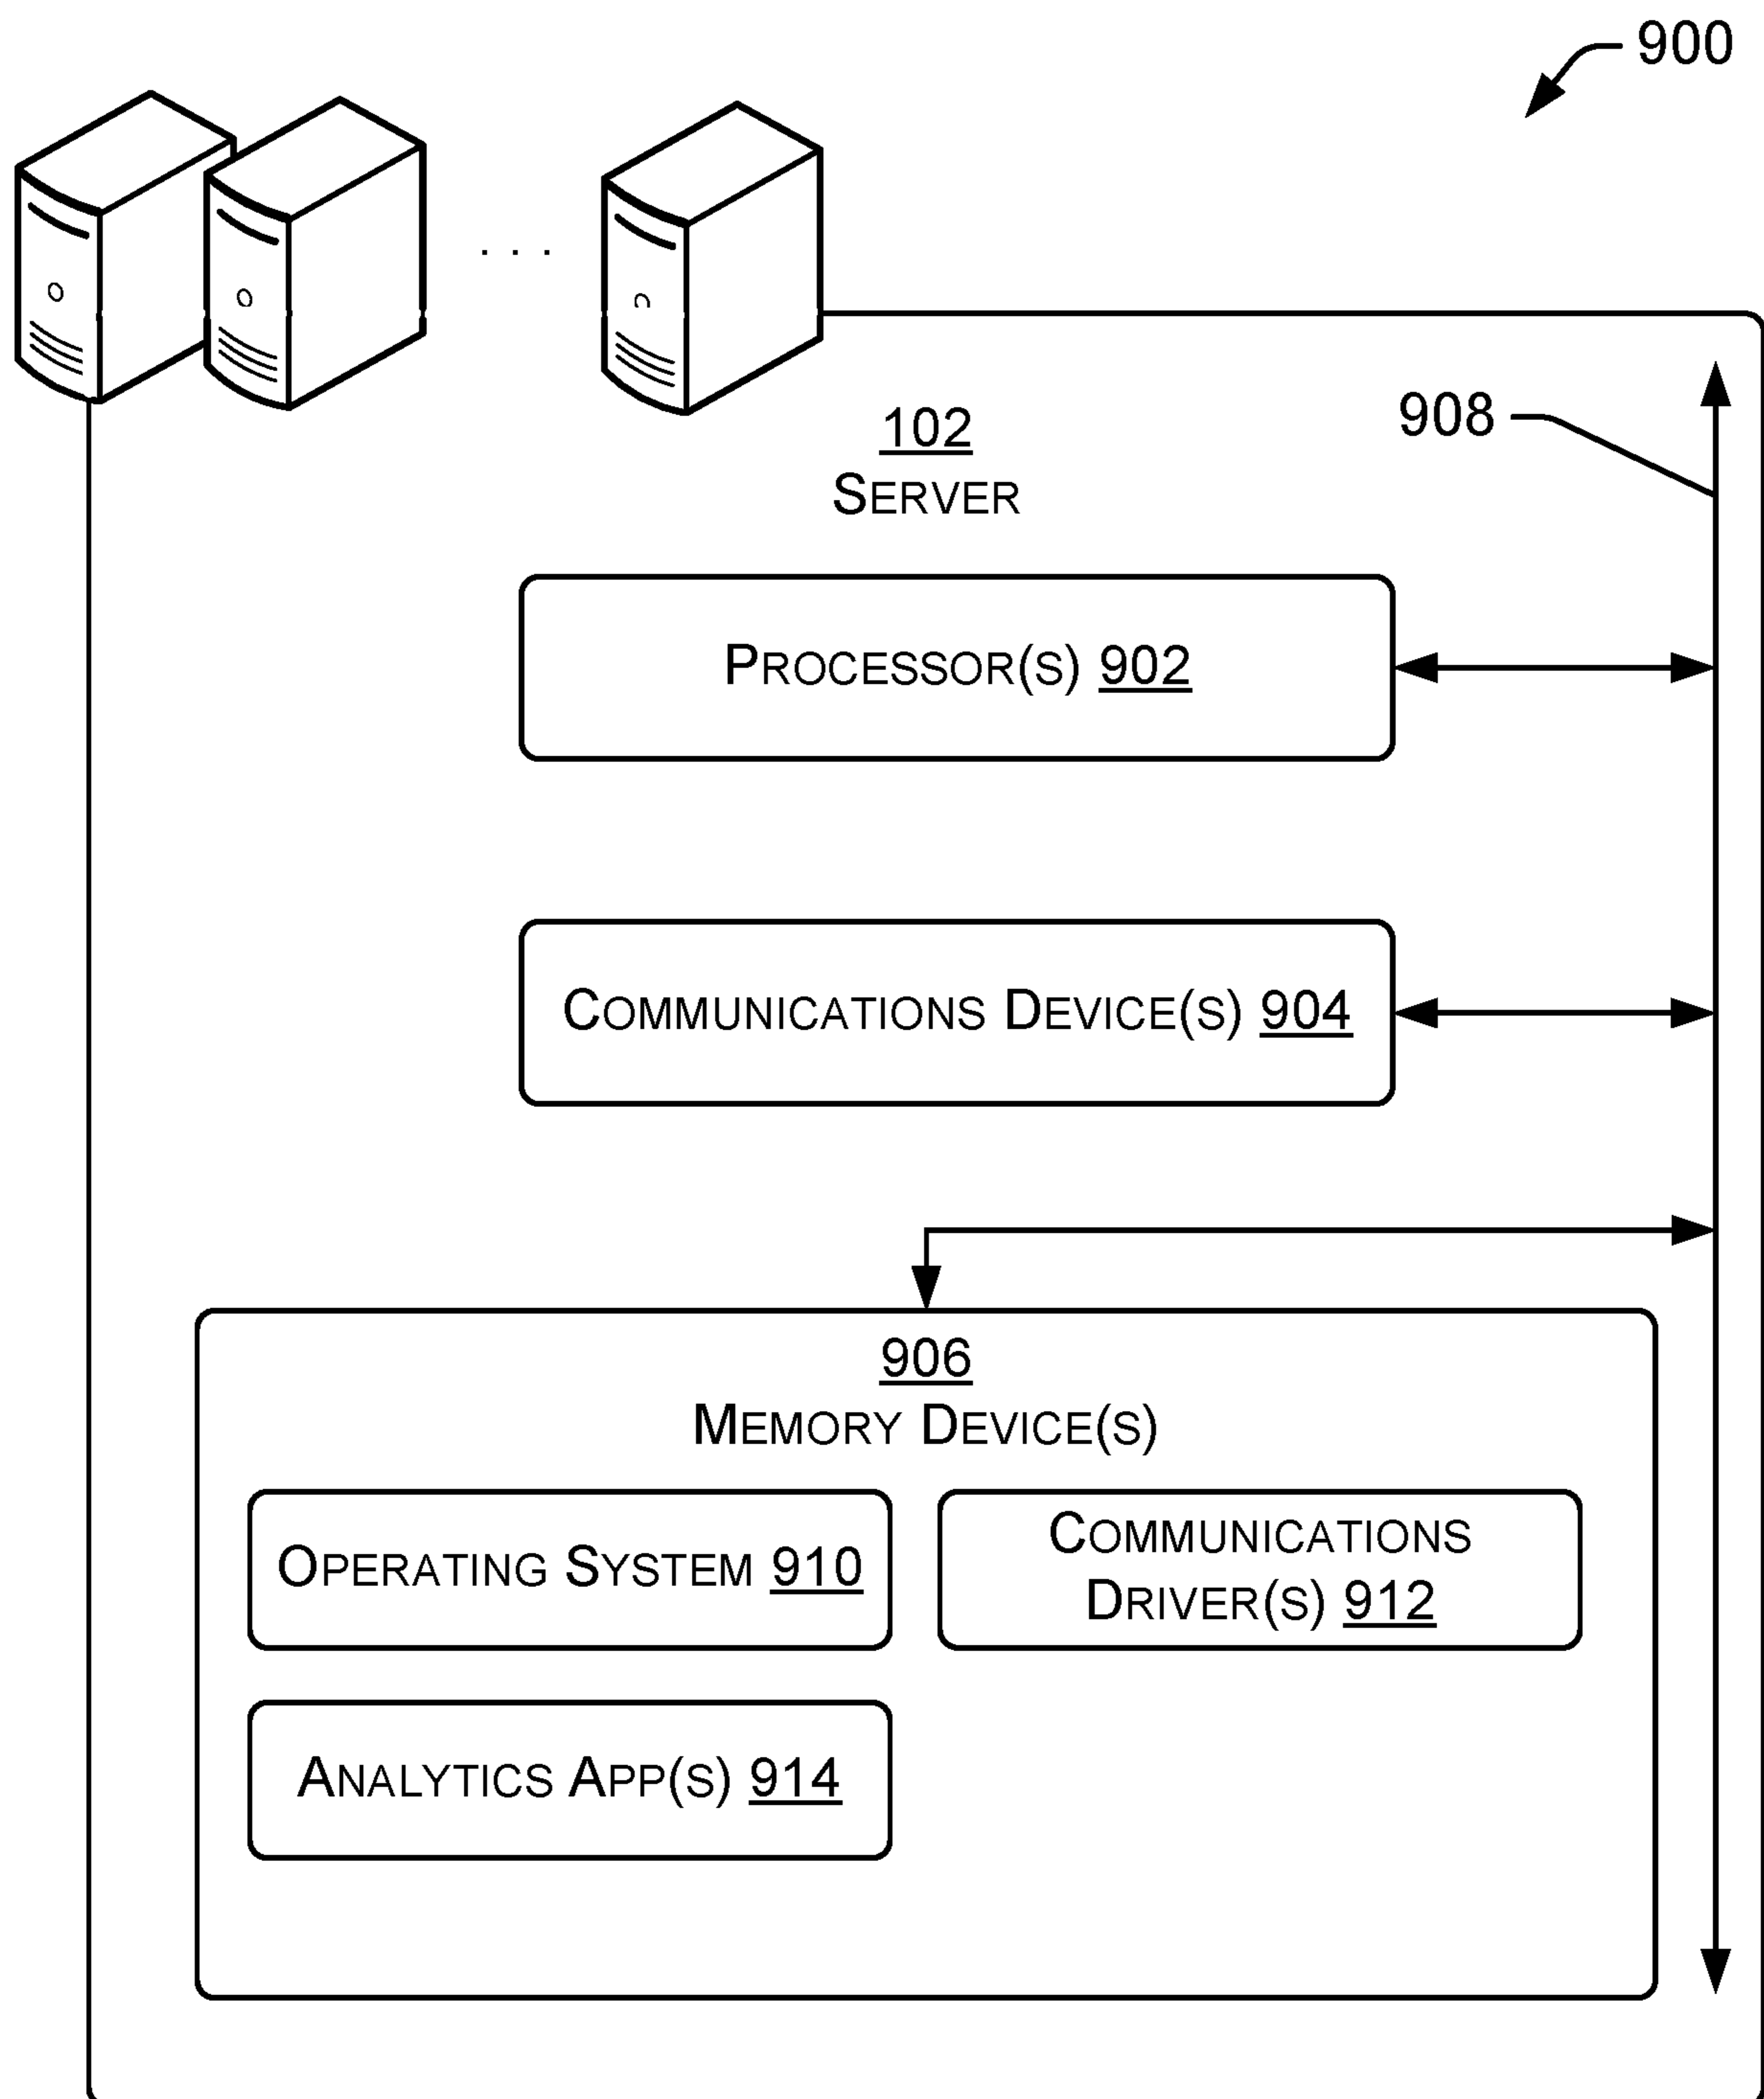 900
102
908
SERVER
PROCESSOR(S) 902
COMMUNICATIONS DEVICE(S) 904
906
MEMORY DEVICE(S)
OPERATING SYSTEM 910
COMMUNICATIONS
DRIVER(S) 912
ANALYTICS APP(S) 914